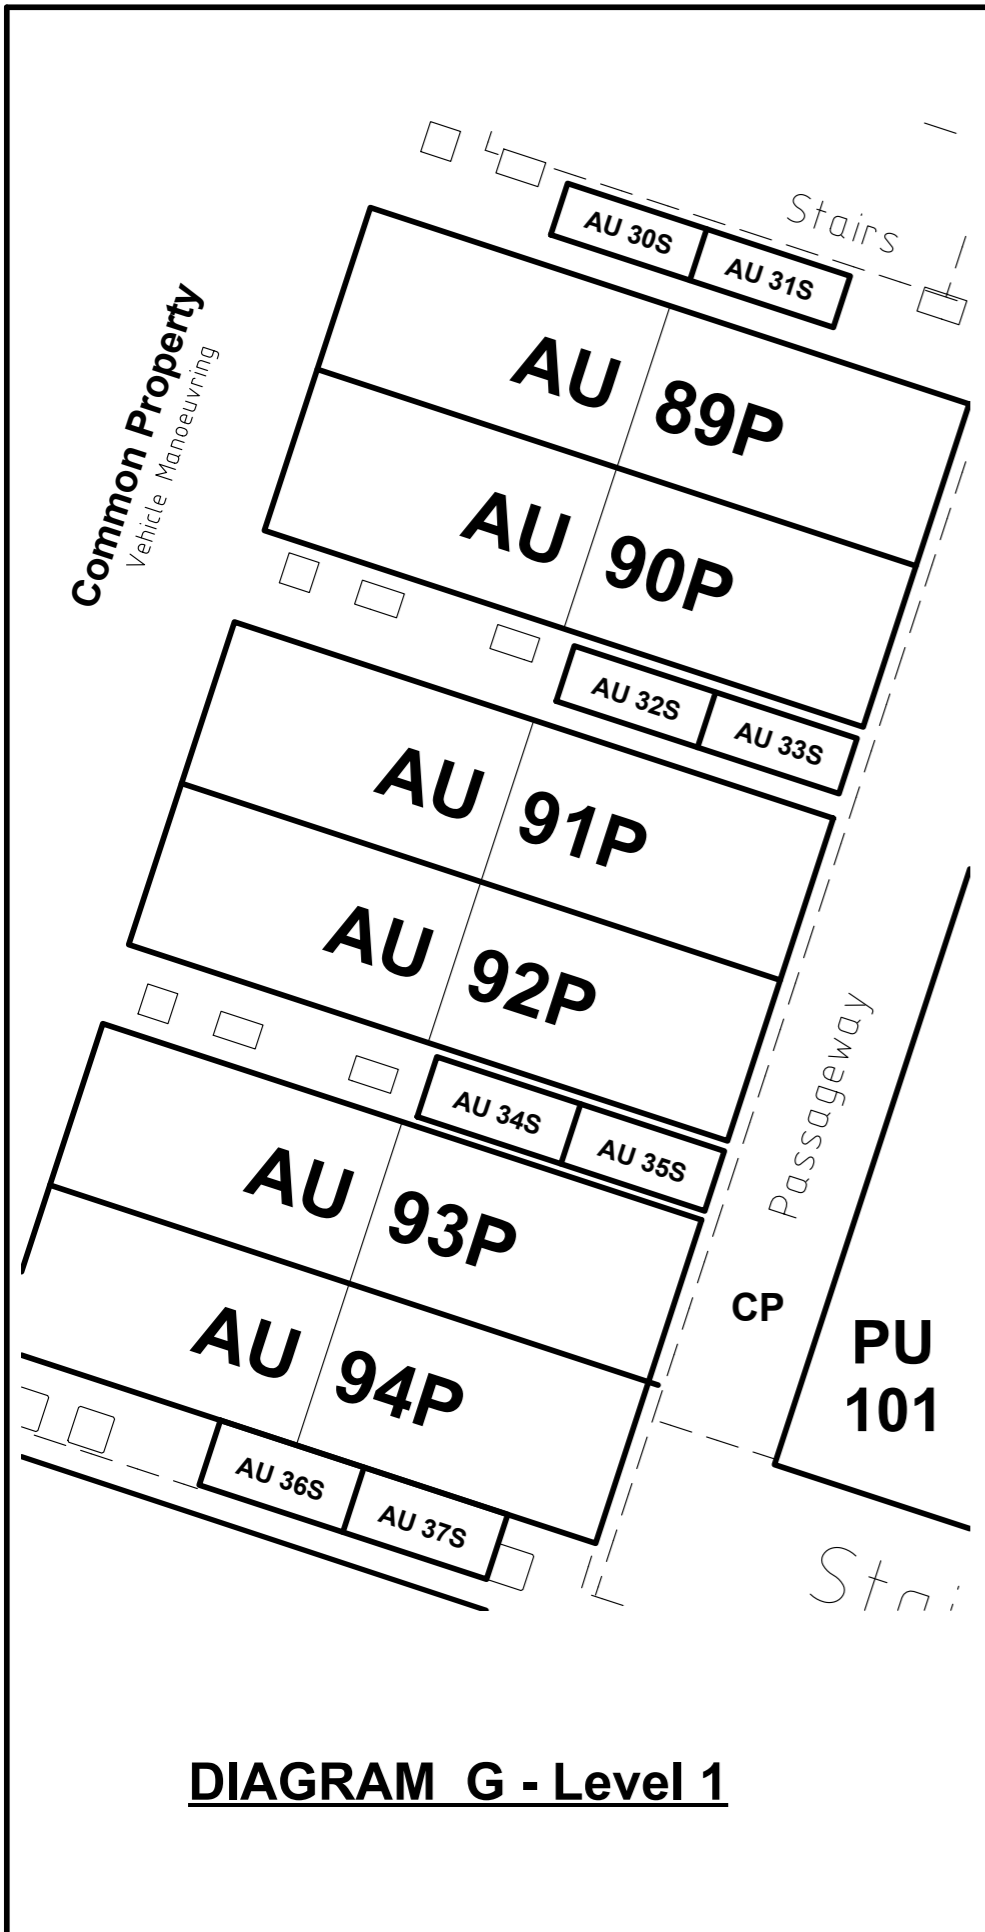 Stairs
AU 30S
AU 31S
Common Property
Vehicle Manoeuvring
AU 89P
AU 90P
AU 32S
AU 33S
AU 91P
AU 92P
Passageway
AU 34S
AU 35S
AU 93P
CP
PU
101
AU 94P
AU 36S
AU 37S
DIAGRAM G - Level 1